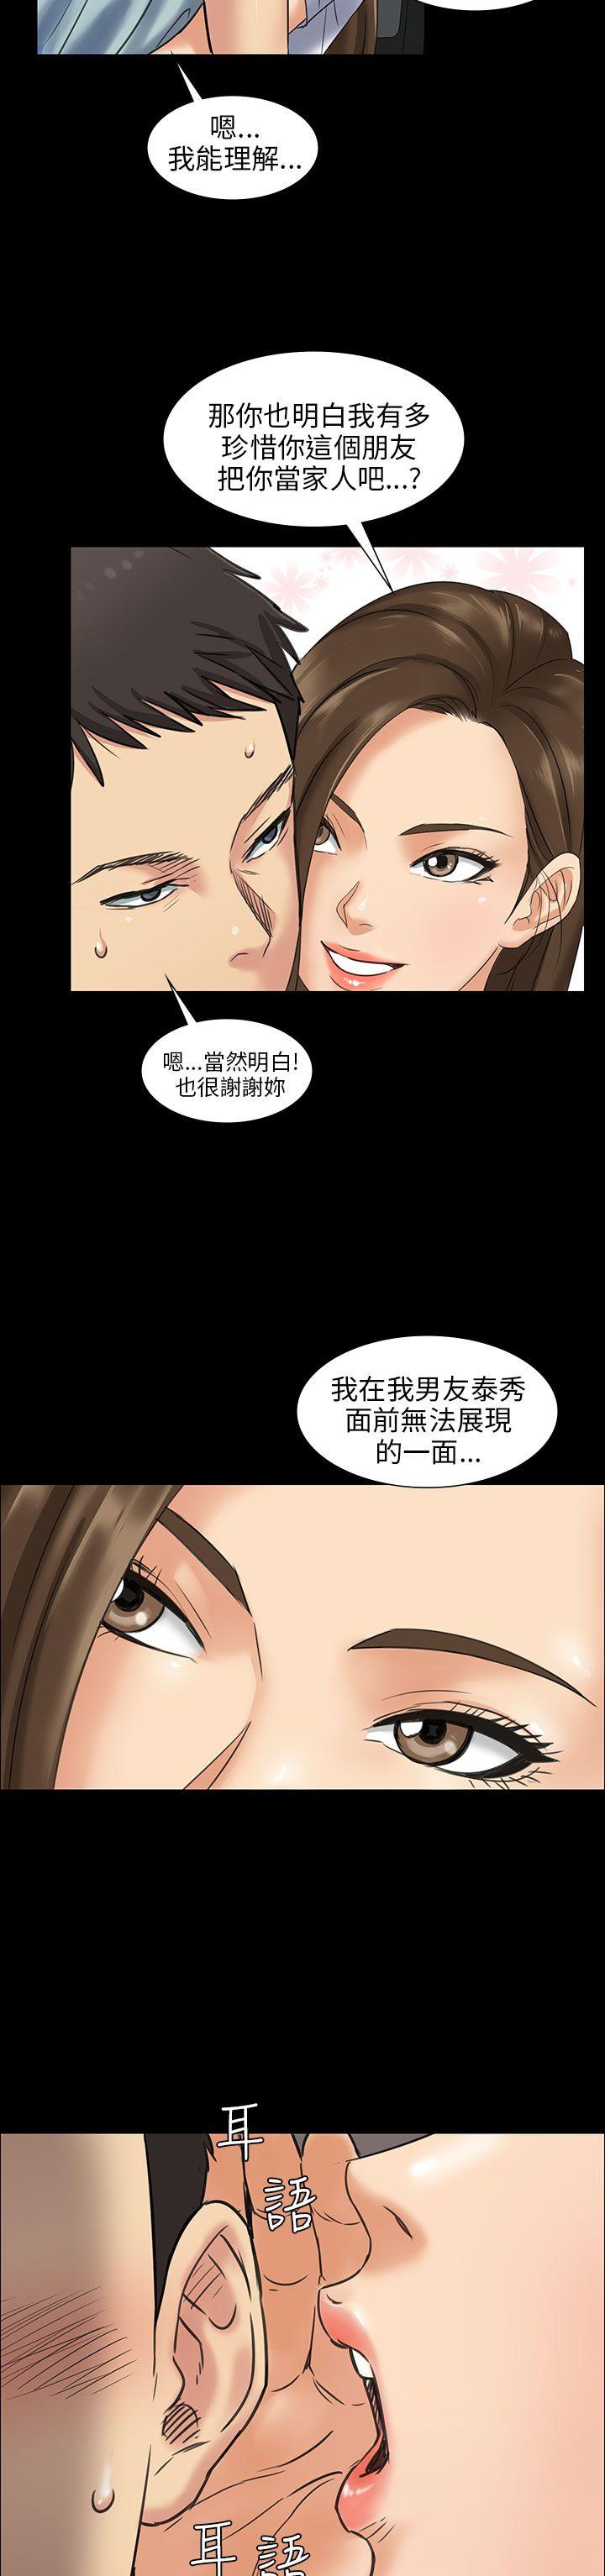 嗯...
我能理解...
那你也明白我有多
珍惜你這個朋友
把你當家人吧...?
嗯...當然明白!
也很謝謝妳
我在我男友泰秀
面前無法展現
的一面...
耳
語
耳
語